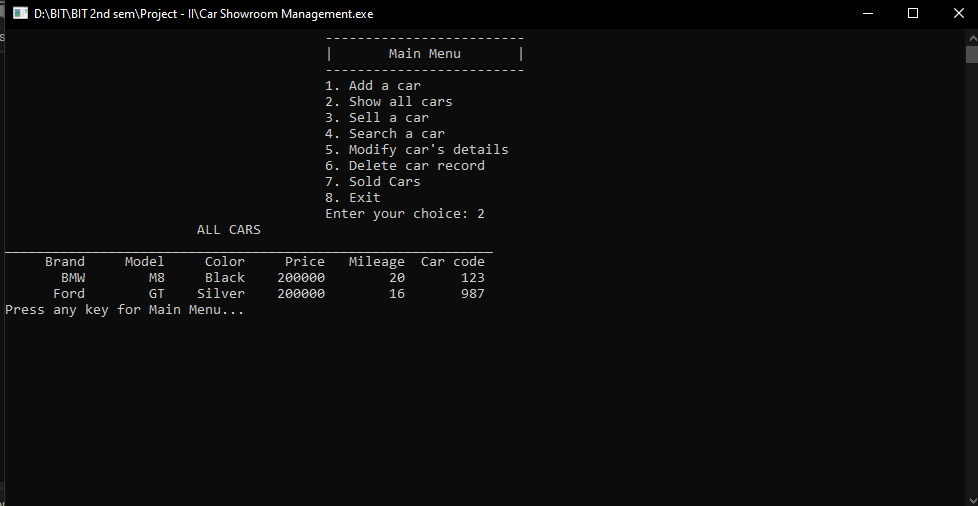 D:\BIT\BIT 2nd sem\Project - II\Car Showroom Management.exe
-------------------------
|       Main Menu       |
-------------------------
1. Add a car
2. Show all cars
3. Sell a car
4. Search a car
5. Modify car's details
6. Delete car record
7. Sold Cars
8. Exit
Enter your choice: 2
ALL CARS
_____________________________________________________________
Brand Model Color Price Mileage Car code
BMW M8 Black 200000 20 123
Ford GT Silver 200000 16 987
Press any key for Main Menu...